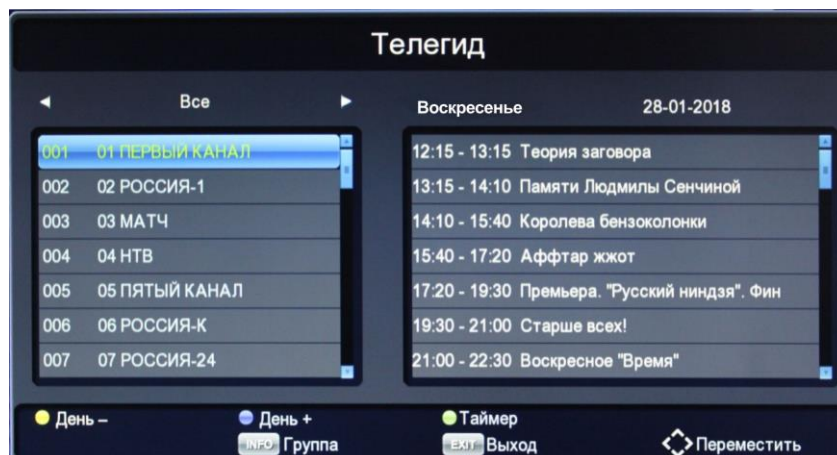 Телегид
Все
Воскресенье 28-01-2018
001 01 ПЕРВЫЙ КАНАЛ
002 02 РОССИЯ-1
003 03 МАТЧ
004 04 НТВ
005 05 ПЯТЫЙ КАНАЛ
006 06 РОССИЯ-К
007 07 РОССИЯ-24
12:15 - 13:15 Теория заговора
13:15 - 14:10 Памяти Людмилы Сенчиной
14:10 - 15:40 Королева бензоколонки
15:40 - 17:20 Аффтар жжот
17:20 - 19:30 Премьера. "Русский ниндзя". Фин
19:30 - 21:00 Старше всех!
21:00 - 22:30 Воскресное "Время"
День – День + Таймер
INFO Группа EXIT Выход Переместить